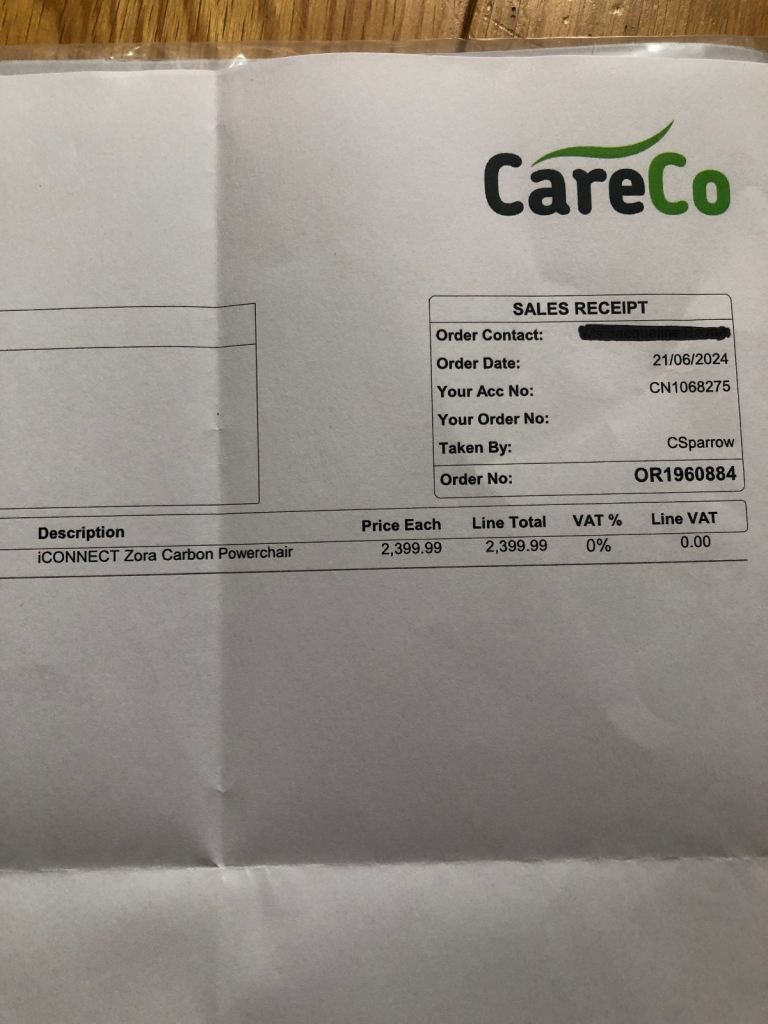 CareCo
SALES RECEIPT
Order Contact:
Order Date: 21/06/2024
Your Acc No: CN1068275
Your Order No:
Taken By: CSparrow
Order No: OR1960884
Description Price Each Line Total VAT % Line VAT
iCONNECT Zora Carbon Powerchair 2,399.99 2,399.99 0% 0.00